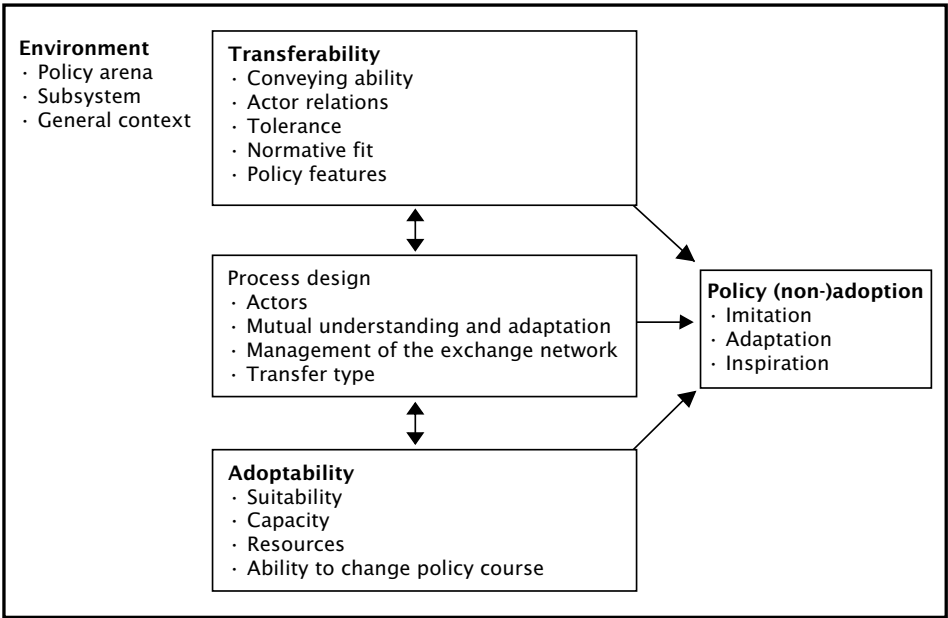 Environment
· Policy arena
· Subsystem
· General context
Transferability
· Conveying ability
· Actor relations
· Tolerance
· Normative fit
· Policy features
Process design
· Actors
· Mutual understanding and adaptation
· Management of the exchange network
· Transfer type
Policy (non-)adoption
· Imitation
· Adaptation
· Inspiration
Adoptability
· Suitability
· Capacity
· Resources
· Ability to change policy course